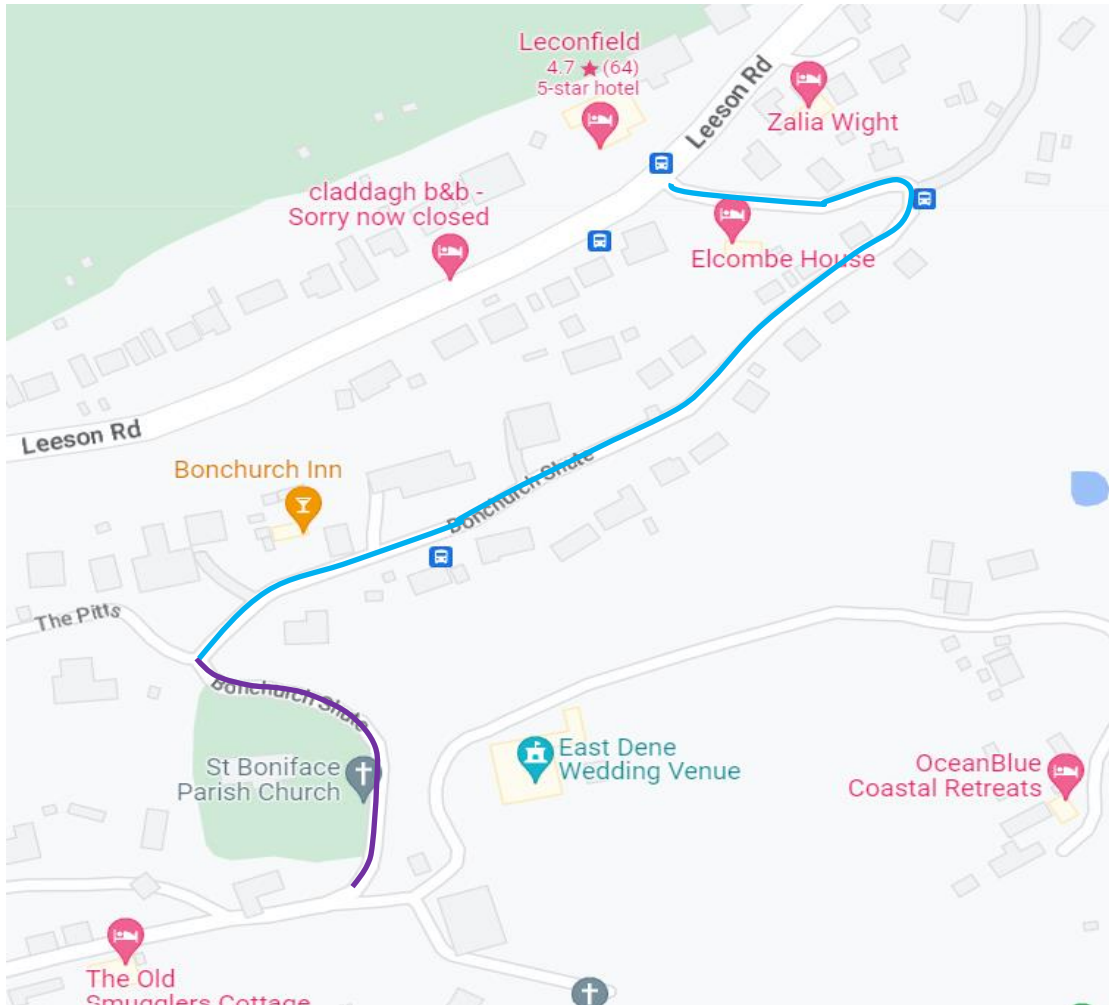 Leconfield
4.7 ★ (64)
5-star hotel
Leeson Rd
Zalia Wight
claddagh b&b -
Sorry now closed
Elcombe House
Leeson Rd
Bonchurch Inn
Bonchurch Shute
The Pitts
Bonchurch Shute
St Boniface
Parish Church
East Dene
Wedding Venue
OceanBlue
Coastal Retreats
The Old
Smugglers Cottage